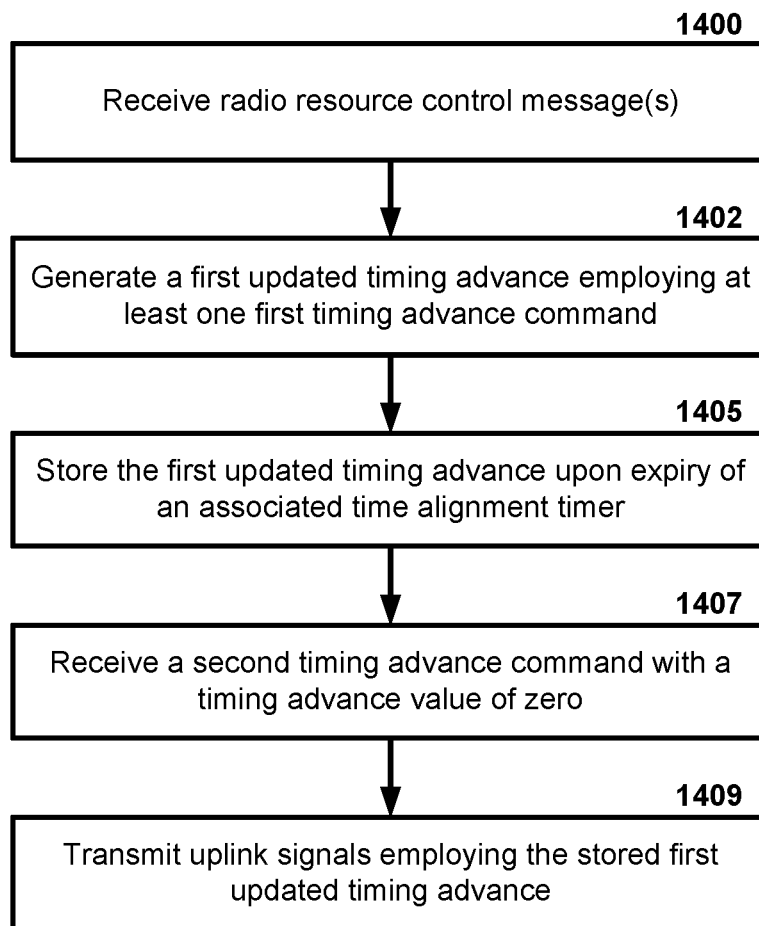 1400
Receive radio resource control message(s)
1402
Generate a first updated timing advance employing at
least one first timing advance command
1405
Store the first updated timing advance upon expiry of
an associated time alignment timer
1407
Receive a second timing advance command with a
timing advance value of zero
1409
Transmit uplink signals employing the stored first
updated timing advance